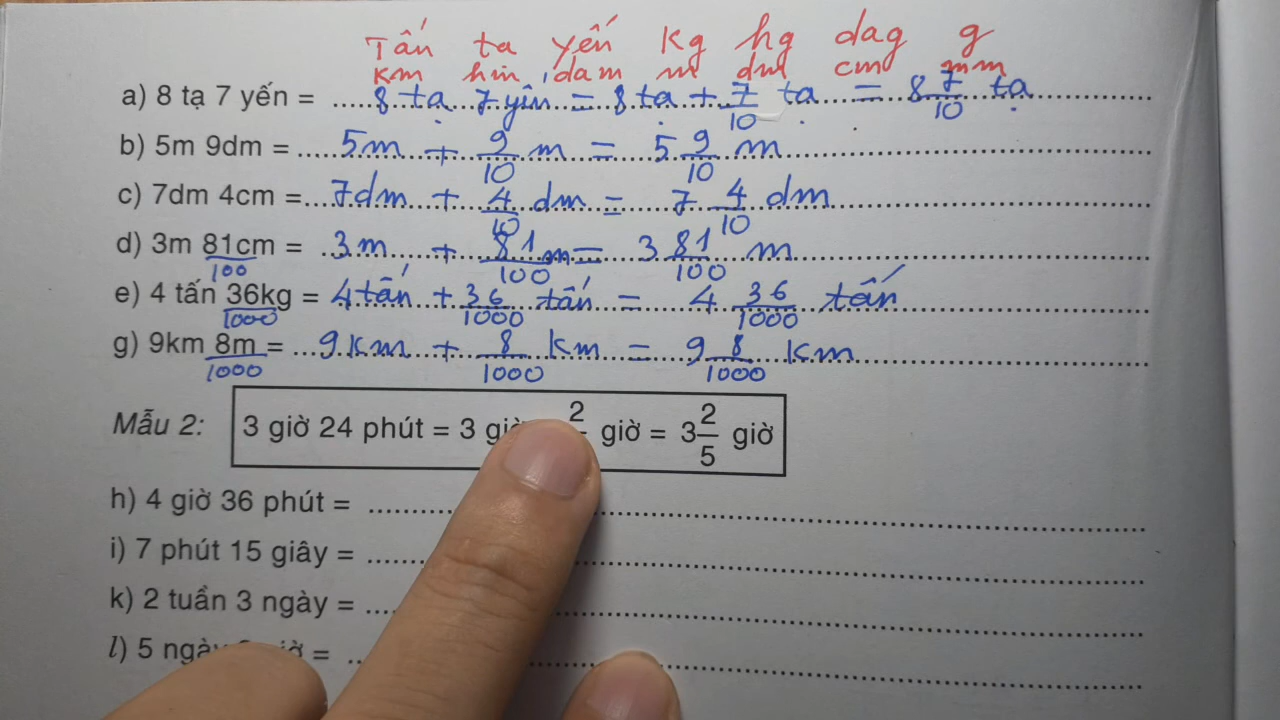 Tấn ta yến kg hg dag g
km hm dam m dm cm mm
a) 8 tạ 7 yến = 8 tạ 7 yến = 8 tạ + 7/10 tạ = 8 7/10 tạ
b) 5m 9dm = 5m + 9/10 m = 5 9/10 m
c) 7dm 4cm = 7dm + 4/10 dm = 7 4/10 dm
d) 3m 81cm = 3m + 81/100 m = 3 81/100 m
100
e) 4 tấn 36kg = 4 tấn + 36/1000 tấn = 4 36/1000 tấn
1000
g) 9km 8m = 9 km + 8/1000 km = 9 8/1000 km
1000
Mẫu 2: 3 giờ 24 phút = 3 2 giờ = 3 2/5 giờ
h) 4 giờ 36 phút =
i) 7 phút 15 giây =
k) 2 tuần 3 ngày =
l) 5 =